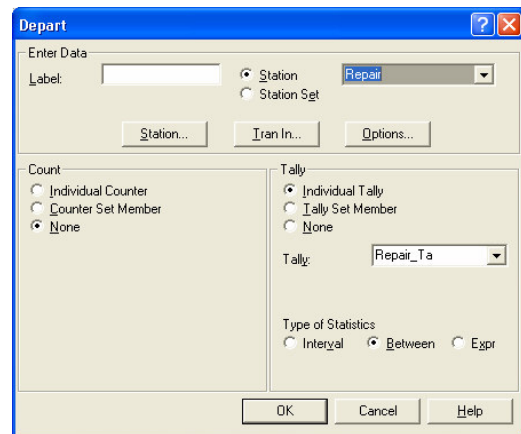 Depart
Enter Data
Label:
Station
Repair
Station Set
Station...
Tran In...
Options...
Count
Individual Counter
Counter Set Member
None
Tally
Individual Tally
Tally Set Member
None
Tally:
Repair_Ta
Type of Statistics
Interval
Between
Expr
OK
Cancel
Help